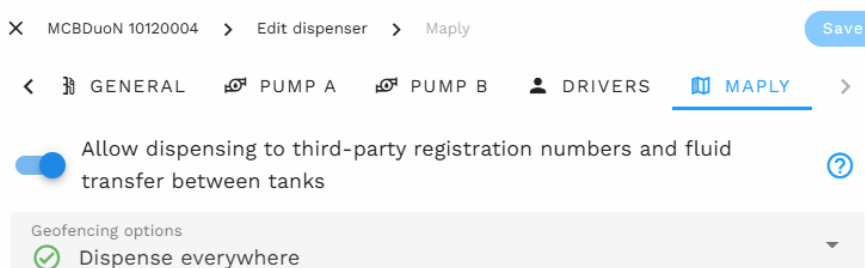 MCBDuoN 10120004 > Edit dispenser > Maply Save
GENERAL PUMP A PUMP B DRIVERS MAPLY
Allow dispensing to third-party registration numbers and fluid
transfer between tanks
Geofencing options
Dispense everywhere